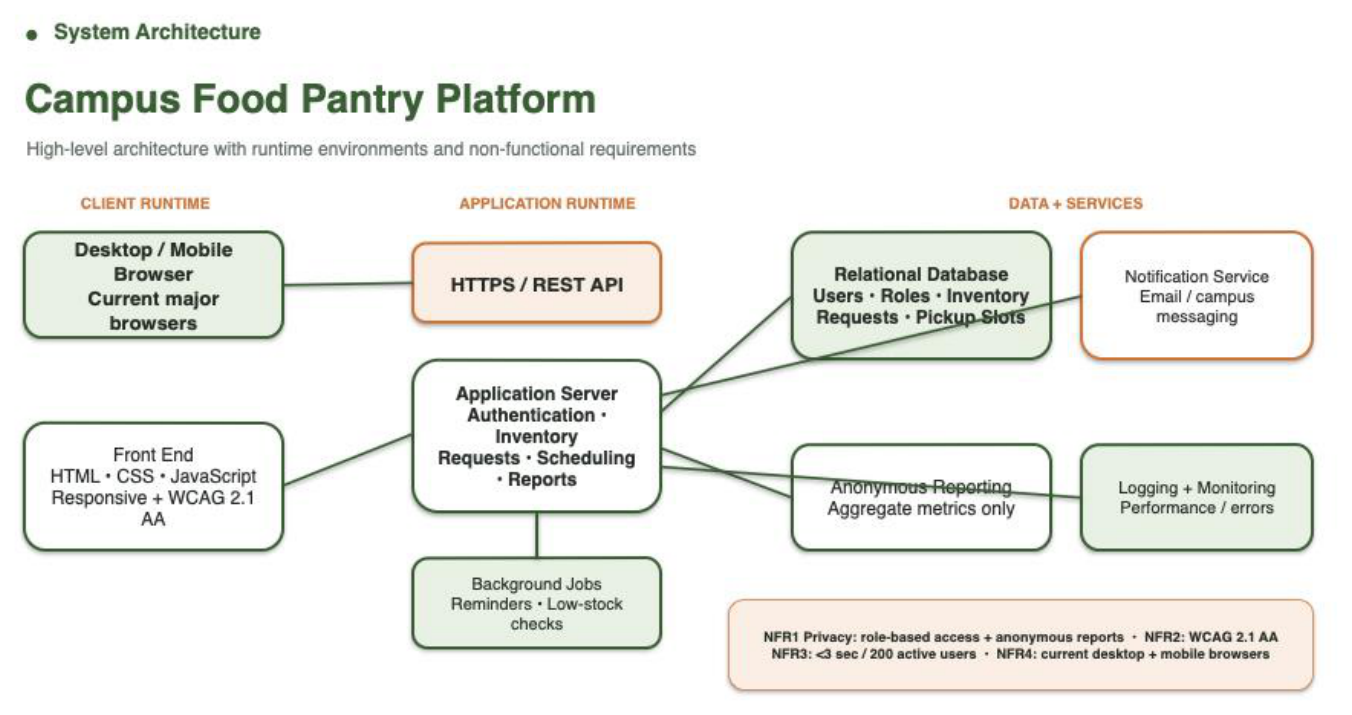 • System Architecture
Campus Food Pantry Platform
High-level architecture with runtime environments and non-functional requirements
CLIENT RUNTIME
APPLICATION RUNTIME
DATA + SERVICES
Desktop / Mobile
Browser
Current major
browsers
HTTPS / REST API
Relational Database
Users • Roles • Inventory
Requests • Pickup Slots
Notification Service
Email / campus
messaging
Application Server
Authentication •
Inventory
Requests • Scheduling
• Reports
Front End
HTML • CSS • JavaScript
Responsive + WCAG 2.1
AA
Anonymous Reporting
Aggregate metrics only
Logging + Monitoring
Performance / errors
Background Jobs
Reminders • Low-stock
checks
NFR1 Privacy: role-based access + anonymous reports • NFR2: WCAG 2.1 AA
NFR3: <3 sec / 200 active users • NFR4: current desktop + mobile browsers